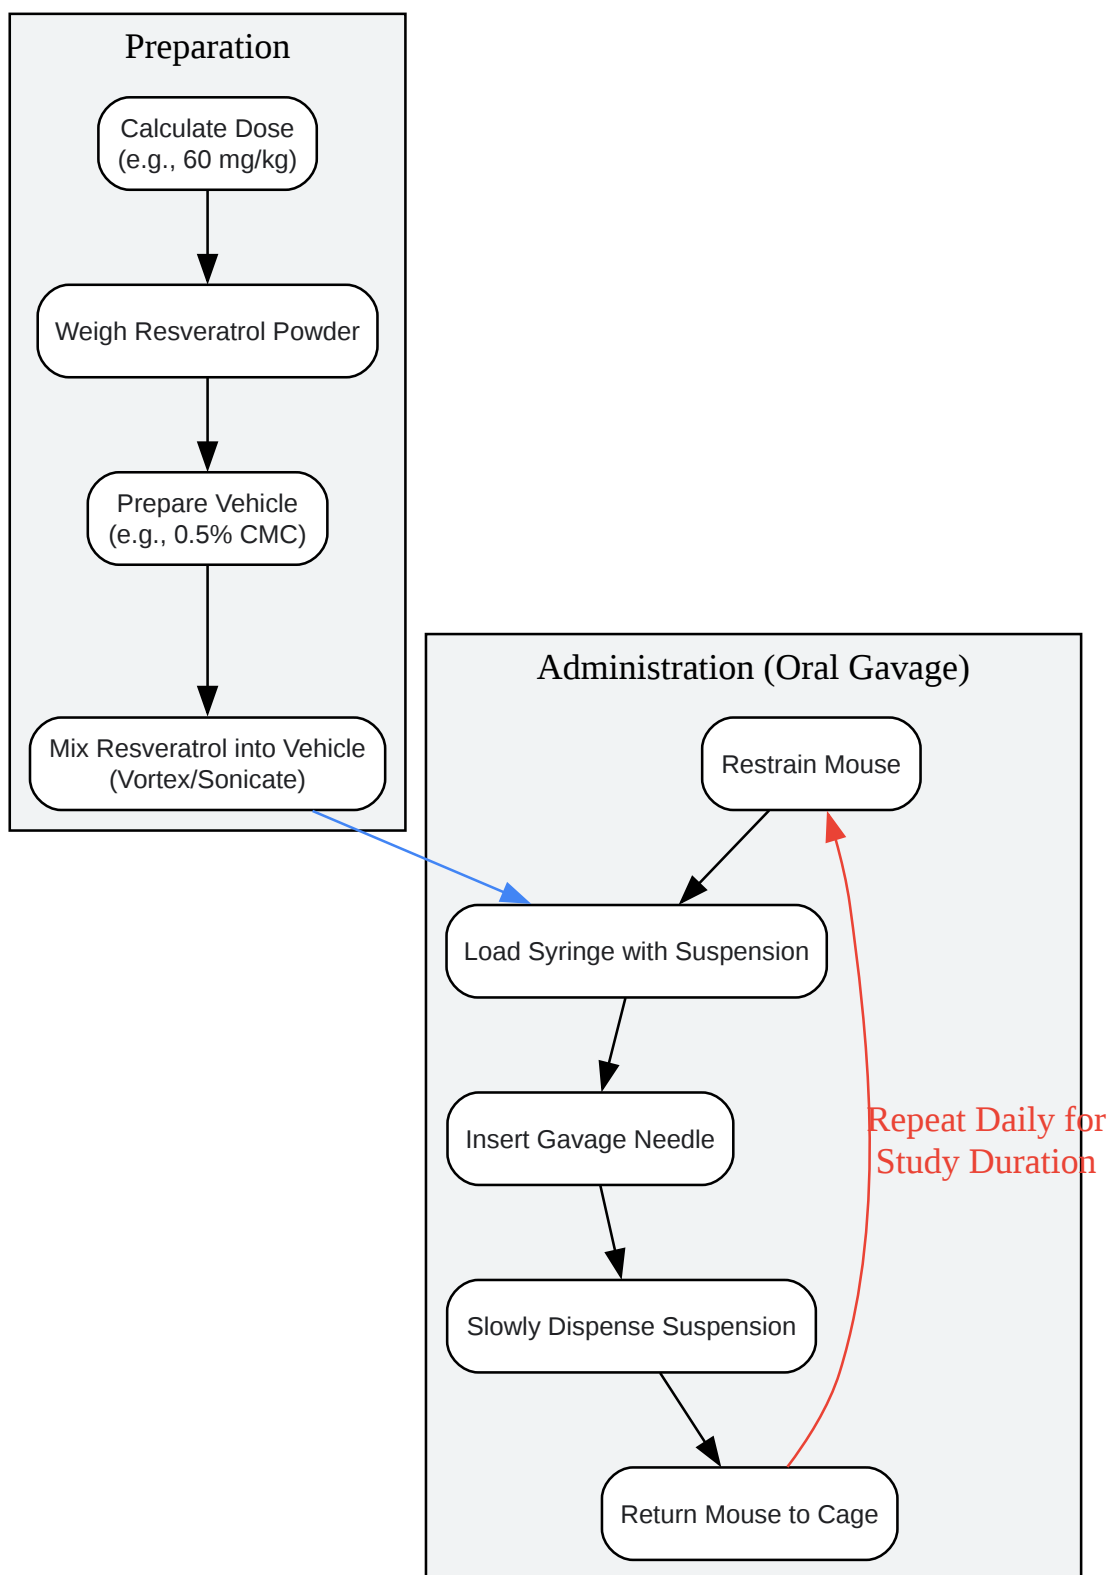 Preparation
Calculate Dose
(e.g., 60 mg/kg)
Weigh Resveratrol Powder
Prepare Vehicle
(e.g., 0.5% CMC)
Mix Resveratrol into Vehicle
(Vortex/Sonicate)
Administration (Oral Gavage)
Restrain Mouse
Load Syringe with Suspension
Insert Gavage Needle
Repeat Daily for
Study Duration
Slowly Dispense Suspension
Return Mouse to Cage